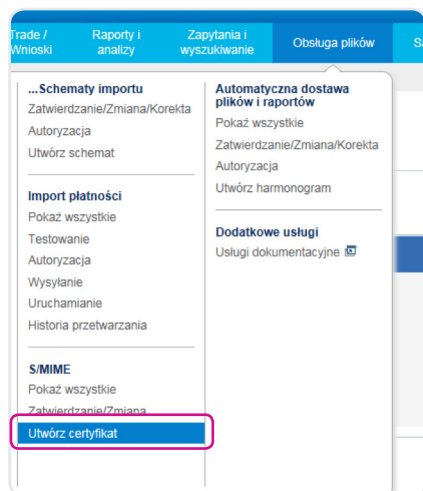 Trade /
Wnioski
Raporty i
analizy
Zapytania i
wyszukiwanie
Obsługa plików
...Schematy importu
Zatwierdzanie/Zmiana/Korekta
Autoryzacja
Utwórz schemat
Import płatności
Pokaż wszystkie
Testowanie
Autoryzacja
Wysyłanie
Uruchamianie
Historia przetwarzania
S/MIME
Pokaż wszystkie
Zatwierdzanie/Zmiana
Utwórz certyfikat
Automatyczna dostawa
plików i raportów
Pokaż wszystkie
Zatwierdzanie/Zmiana/Korekta
Autoryzacja
Utwórz harmonogram
Dodatkowe usługi
Usługi dokumentacyjne